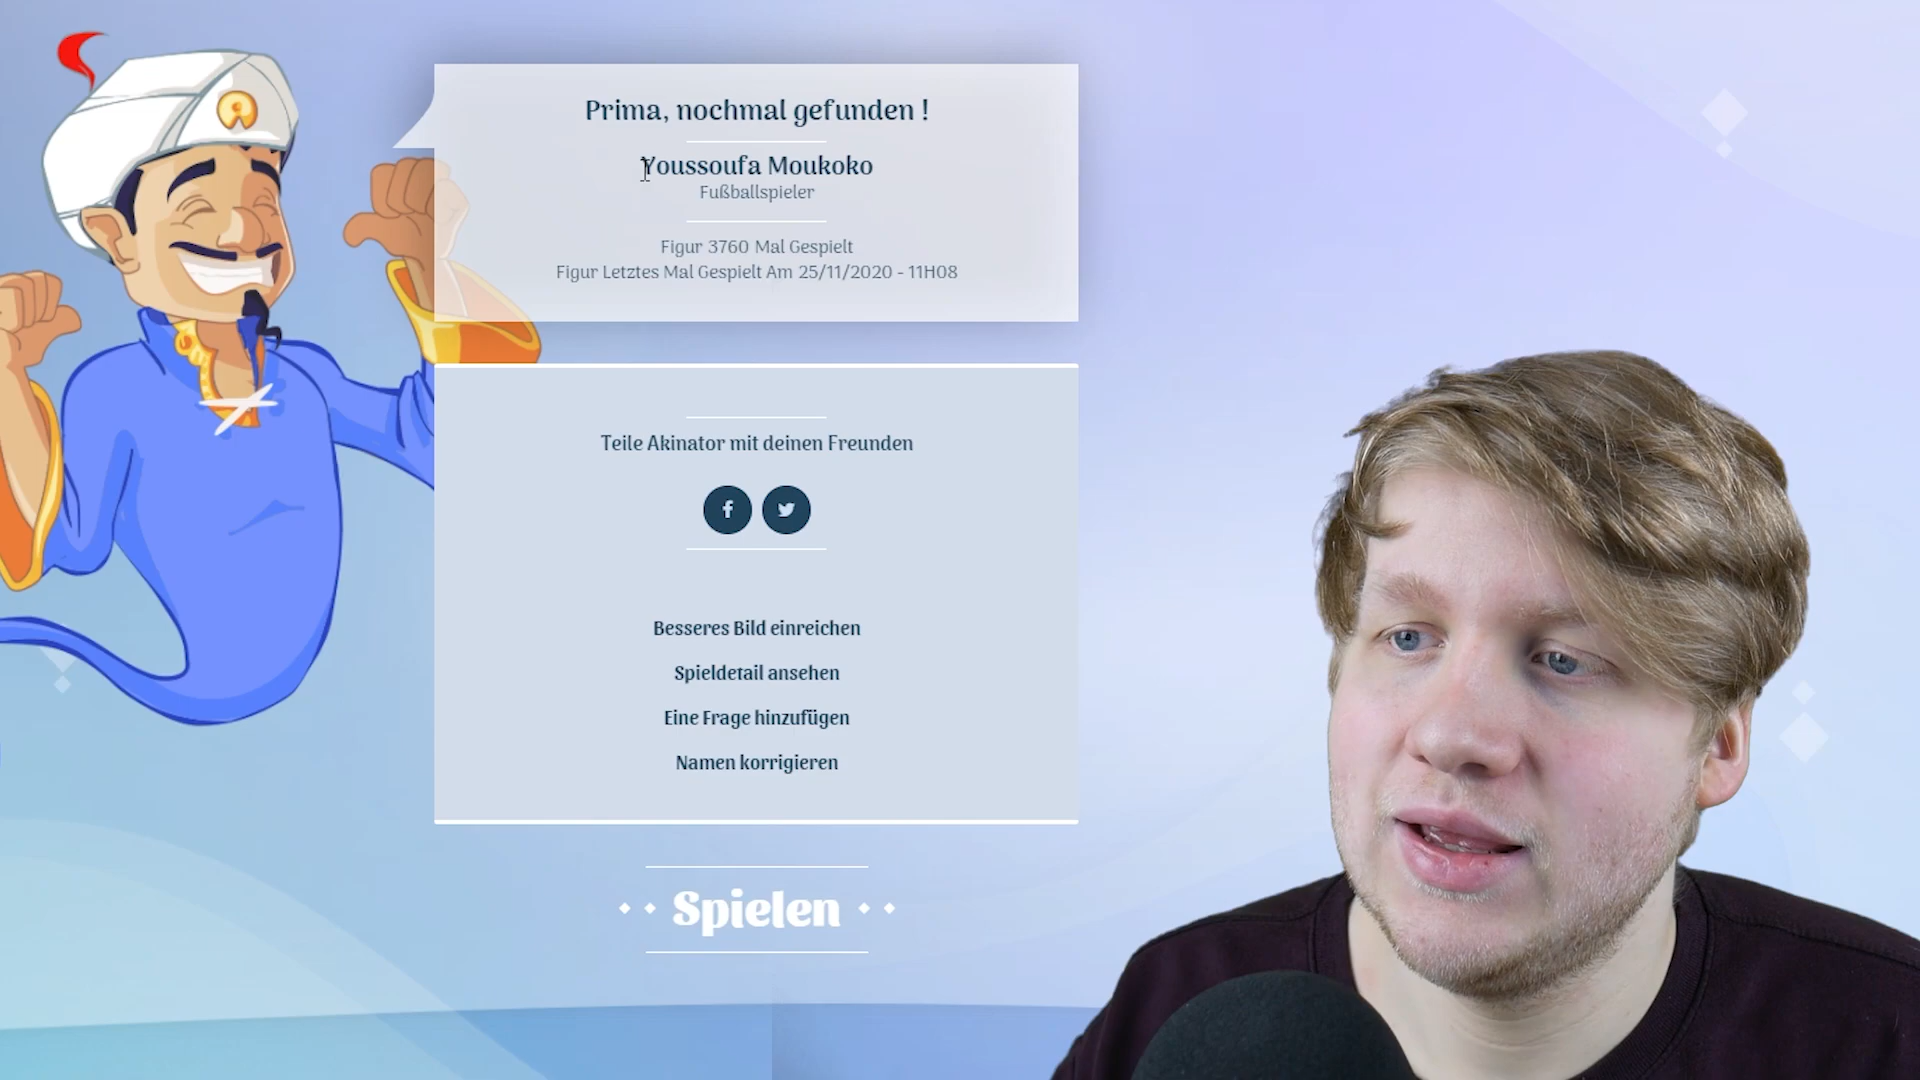 Prima, nochmal gefunden !
Youssoufa Moukoko
Fußballspieler
Figur 3760 Mal Gespielt
Figur Letztes Mal Gespielt Am 25/11/2020 - 11H08
Teile Akinator mit deinen Freunden
Besseres Bild einreichen
Spieldetail ansehen
Eine Frage hinzufügen
Namen korrigieren
Spielen